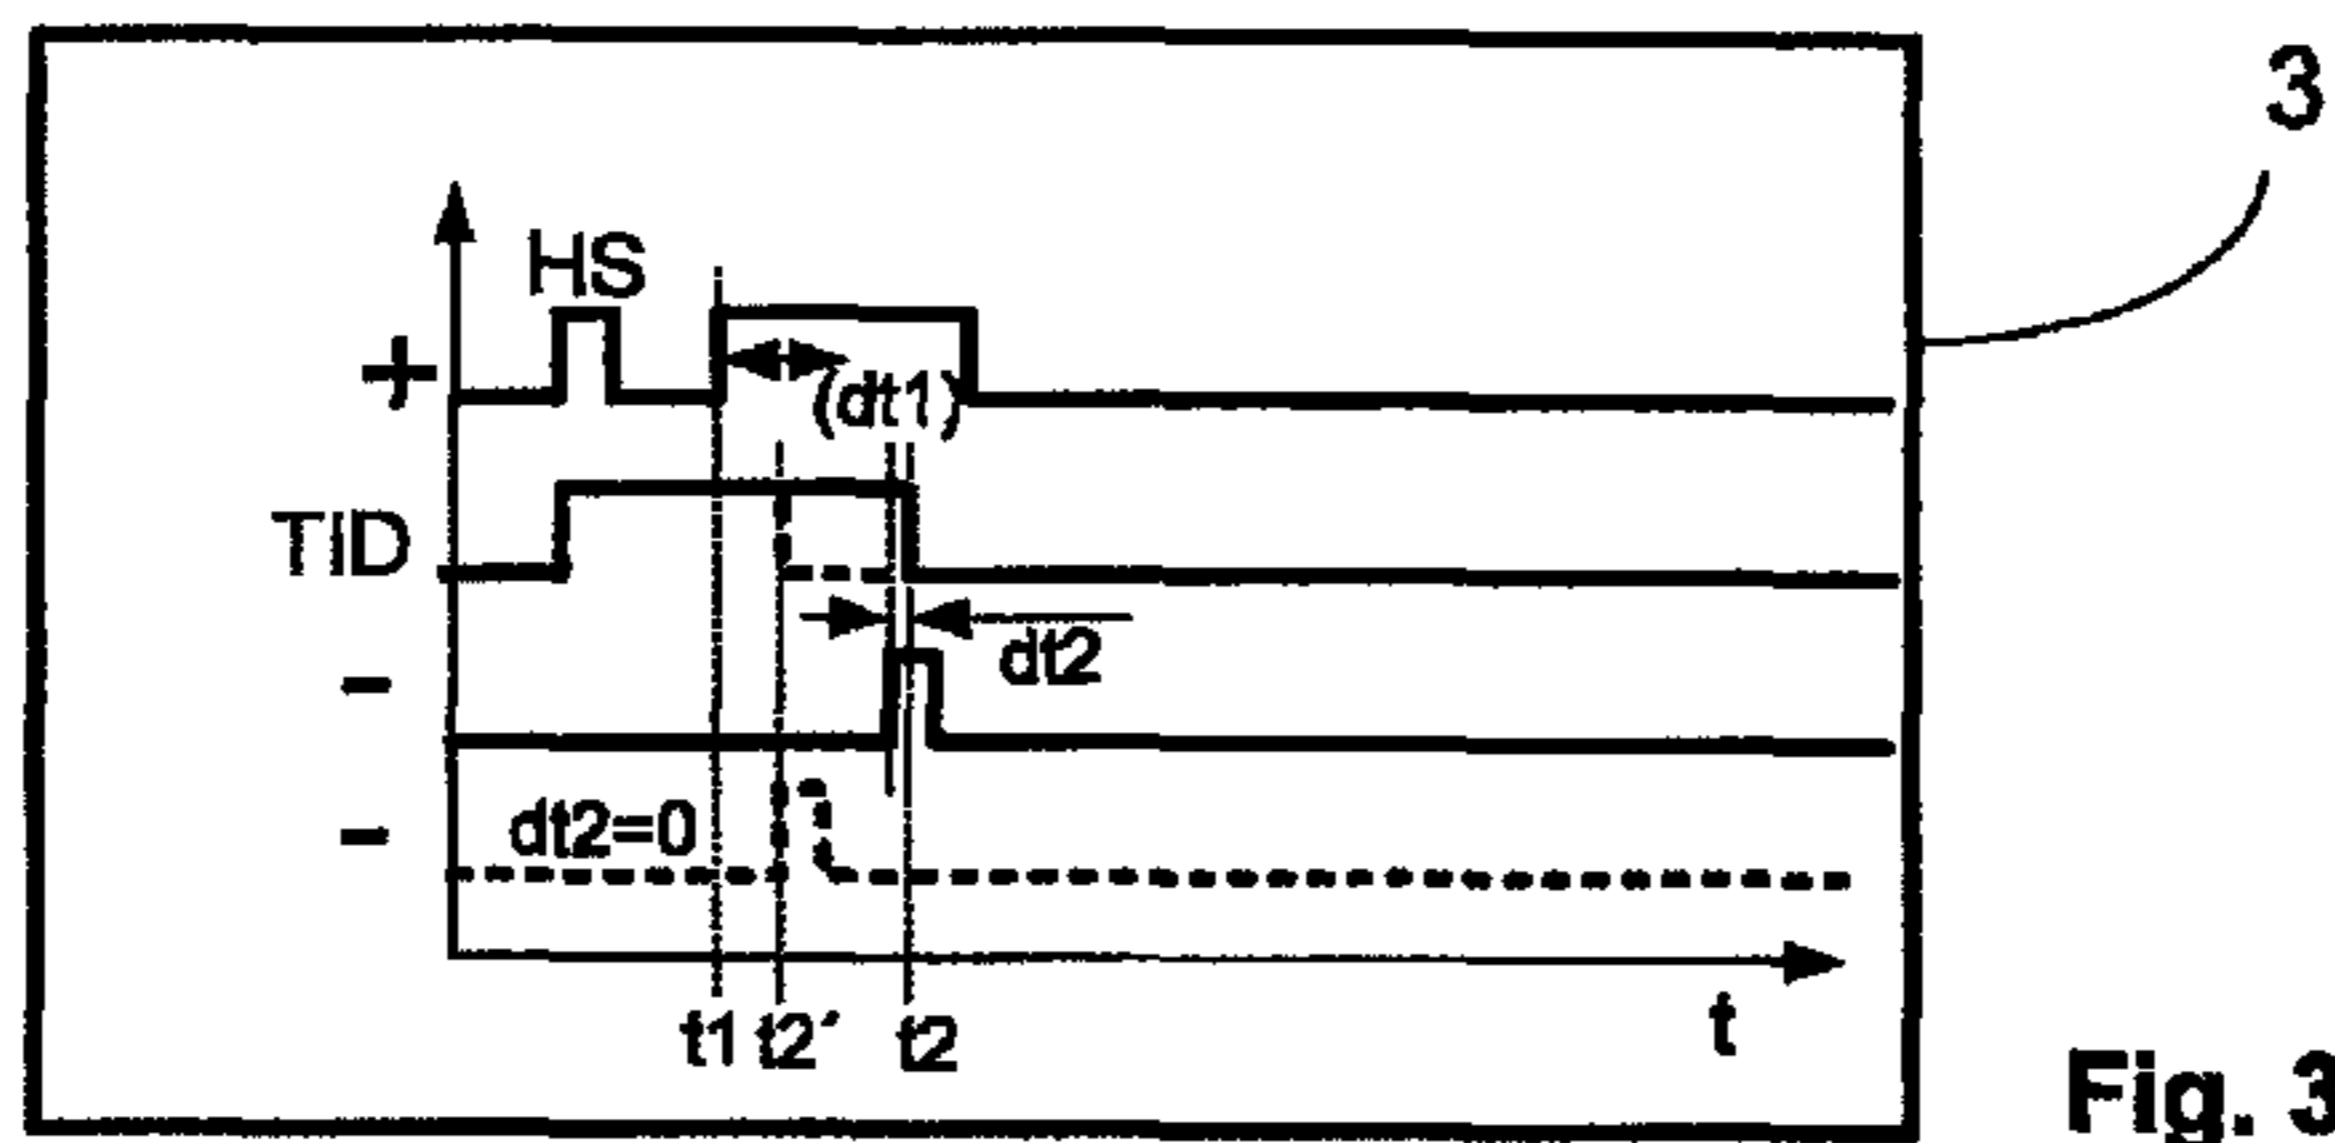 3
HS
+
(dt1)
TID
dt2
-
dt2=0
-
t1 t2´ t2
t
Fig. 3